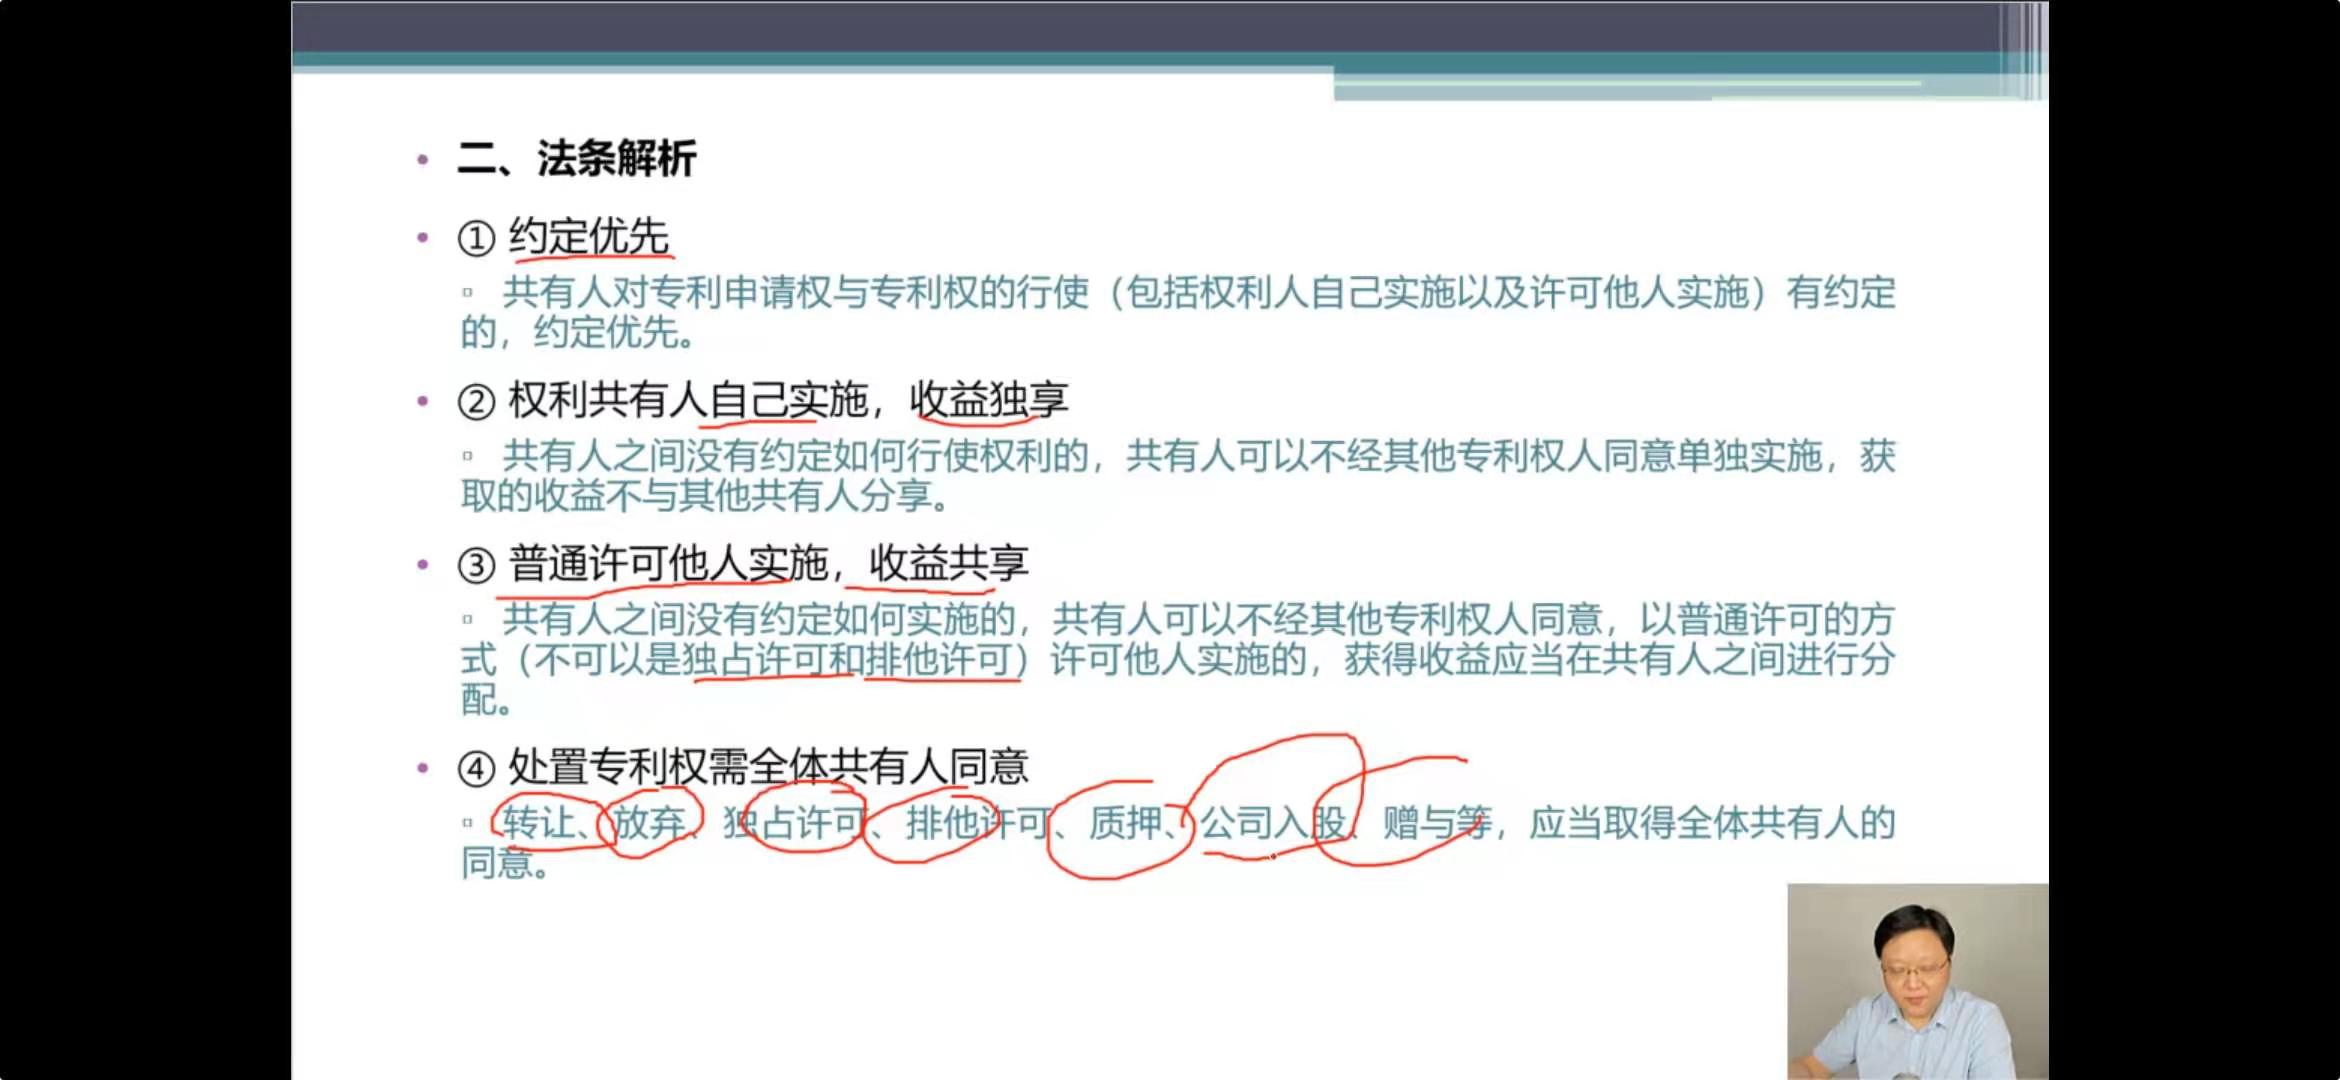 二、法条解析
① 约定优先
共有人对专利申请权与专利权的行使（包括权利人自己实施以及许可他人实施）有约定
的，约定优先。
② 权利共有人自己实施，收益独享
共有人之间没有约定如何行使权利的，共有人可以不经其他专利权人同意单独实施，获
取的收益不与其他共有人分享。
③ 普通许可他人实施，收益共享
共有人之间没有约定如何实施的，共有人可以不经其他专利权人同意，以普通许可的方
式（不可以是独占许可和排他许可）许可他人实施的，获得收益应当在共有人之间进行分
配。
④ 处置专利权需全体共有人同意
转让、放弃、独占许可、排他许可、质押、公司入股、赠与等，应当取得全体共有人的
同意。